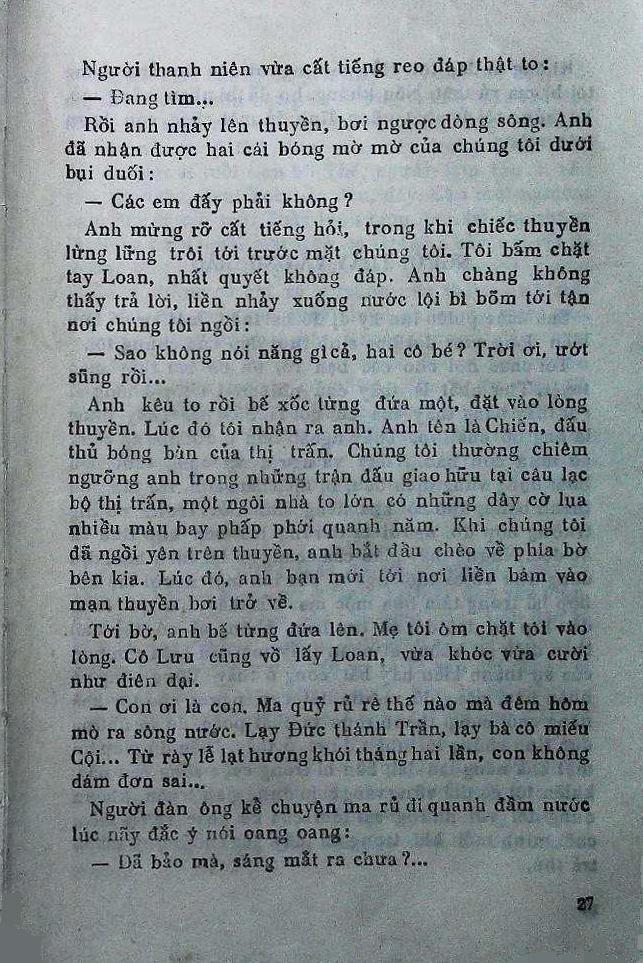 Người thanh niên vừa cất tiếng reo đáp thật to :
— Đang tìm...
Rồi anh nhảy lên thuyền, bơi ngược dòng sông. Anh
đã nhận được hai cái bóng mờ mờ của chúng tôi dưới
bụi duối :
— Các em đấy phải không ?
Anh mừng rỡ cất tiếng hỏi, trong khi chiếc thuyền
lừng lững trôi tới trước mặt chúng tôi. Tôi bấm chặt
tay Loan, nhất quyết không đáp. Anh chàng không
thấy trả lời, liền nhảy xuống nước lội bì bõm tới tận
nơi chúng tôi ngồi :
— Sao không nói năng gì cả, hai cô bé ? Trời ơi, ướt
sũng rồi...
Anh kêu to rồi bế xốc từng đứa một, đặt vào lòng
thuyền. Lúc đó tôi nhận ra anh. Anh tên là Chiến, đấu
thủ bóng bàn của thị trấn. Chúng tôi thường chiêm
ngưỡng anh trong những trận đấu giao hữu tại câu lạc
bộ thị trấn, một ngôi nhà to lớn có những dây cờ lụa
nhiều màu bay phấp phới quanh năm. Khi chúng tôi
đã ngồi yên trên thuyền, anh bắt đầu chèo về phía bờ
bên kia. Lúc đó, anh bạn mới tới nơi liền bám vào
mạn thuyền bơi trở về.
Tới bờ, anh bế từng đứa lên. Mẹ tôi ôm chặt tôi vào
lòng. Cô Lưu cũng vồ lấy Loan, vừa khóc vừa cười
như điên dại.
— Con ơi là con. Ma quỷ rủ rê thế nào mà đêm hôm
mò ra sông nước. Lạy Đức thánh Trần, lạy bà cô miếu
Cội... Từ rày lễ lạt hương khói tháng hai lần, con không
dám đơn sai...
Người đàn ông kể chuyện ma rủ đi quanh đầm nước
lúc nãy đắc ý nói oang oang :
— Đã bảo mà, sáng mắt ra chưa ?...
27